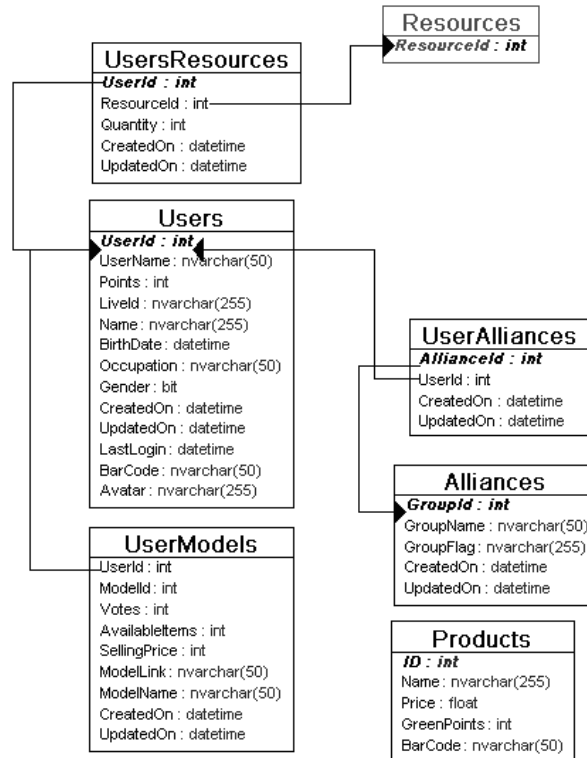 Resources
ResourceId : int
UsersResources
UserId : int
ResourceId : int
Quantity : int
CreatedOn : datetime
UpdatedOn : datetime
Users
UserId : int
UserName : nvarchar(50)
Points : int
LiveId : nvarchar(255)
Name : nvarchar(255)
BirthDate : datetime
Occupation : nvarchar(50)
Gender : bit
CreatedOn : datetime
UpdatedOn : datetime
LastLogin : datetime
BarCode : nvarchar(50)
Avatar : nvarchar(255)
UserAlliances
AllianceId : int
UserId : int
CreatedOn : datetime
UpdatedOn : datetime
Alliances
GroupId : int
GroupName : nvarchar(50)
GroupFlag : nvarchar(255)
CreatedOn : datetime
UpdatedOn : datetime
UserModels
UserId : int
ModelId : int
Votes : int
AvailableItems : int
SellingPrice : int
ModelLink : nvarchar(50)
ModelName : nvarchar(50)
CreatedOn : datetime
UpdatedOn : datetime
Products
ID : int
Name : nvarchar(255)
Price : float
GreenPoints : int
BarCode : nvarchar(50)